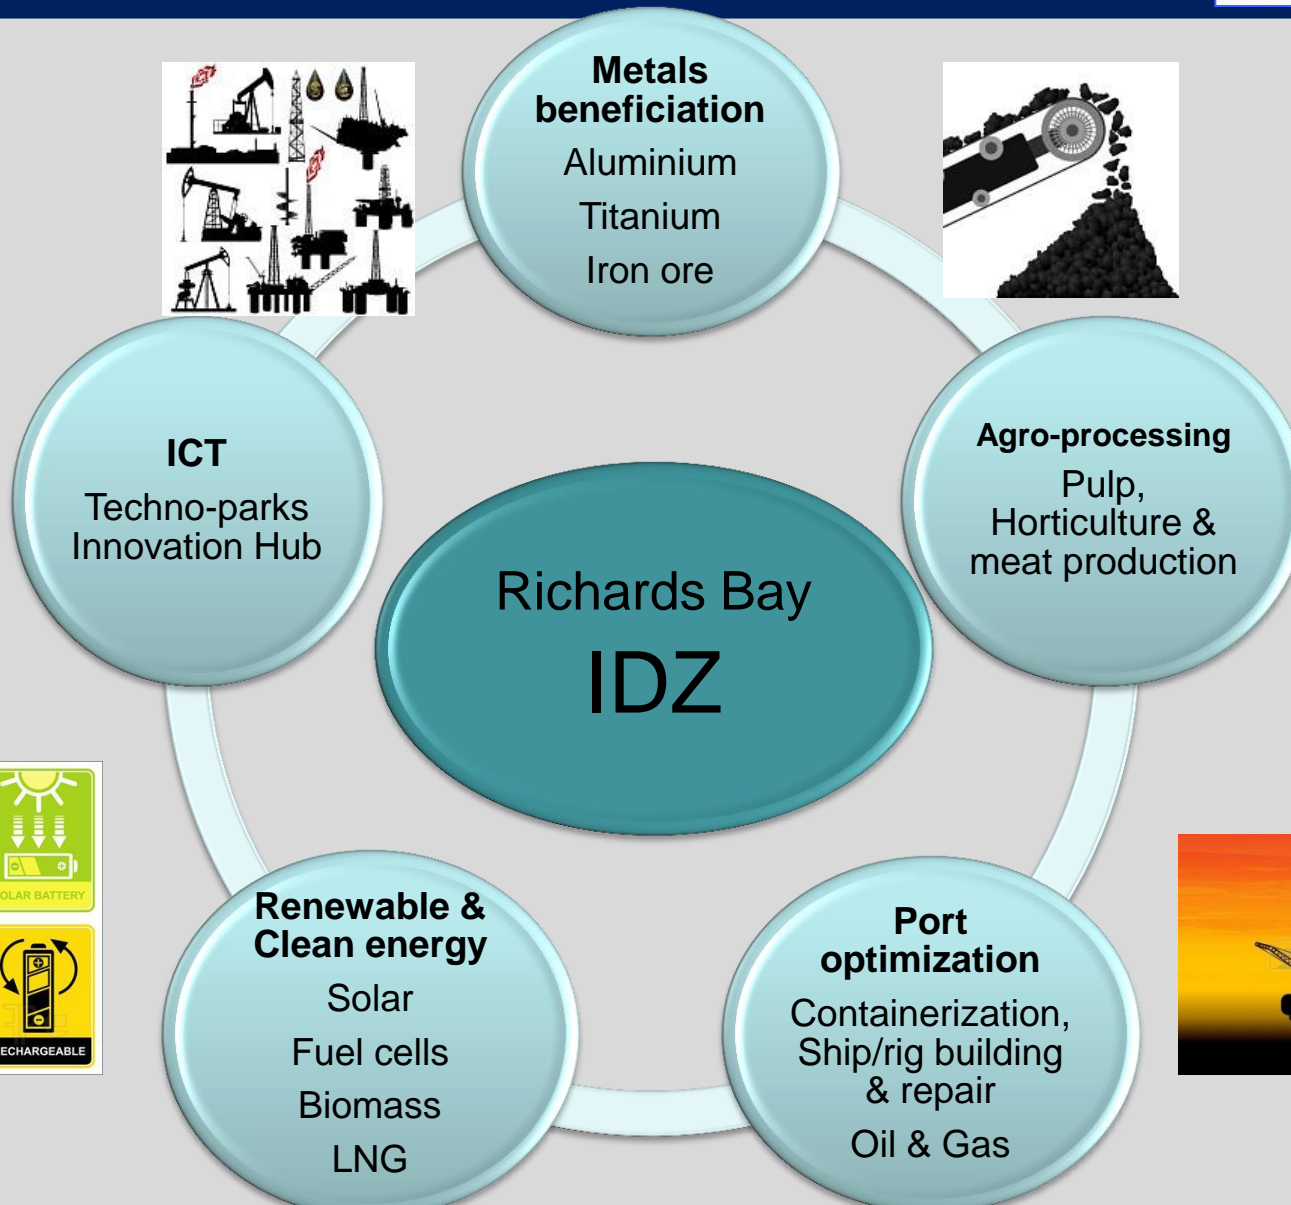 Metals
beneficiation
Aluminium
Titanium
Iron ore
ICT
Techno-parks
Innovation Hub
Agro-processing
Pulp,
Horticulture &
meat production
Richards Bay
IDZ
OLAR BATTERY
ECHARGEABLE
Renewable &
Clean energy
Solar
Fuel cells
Biomass
LNG
Port
optimization
Containerization,
Ship/rig building
& repair
Oil & Gas